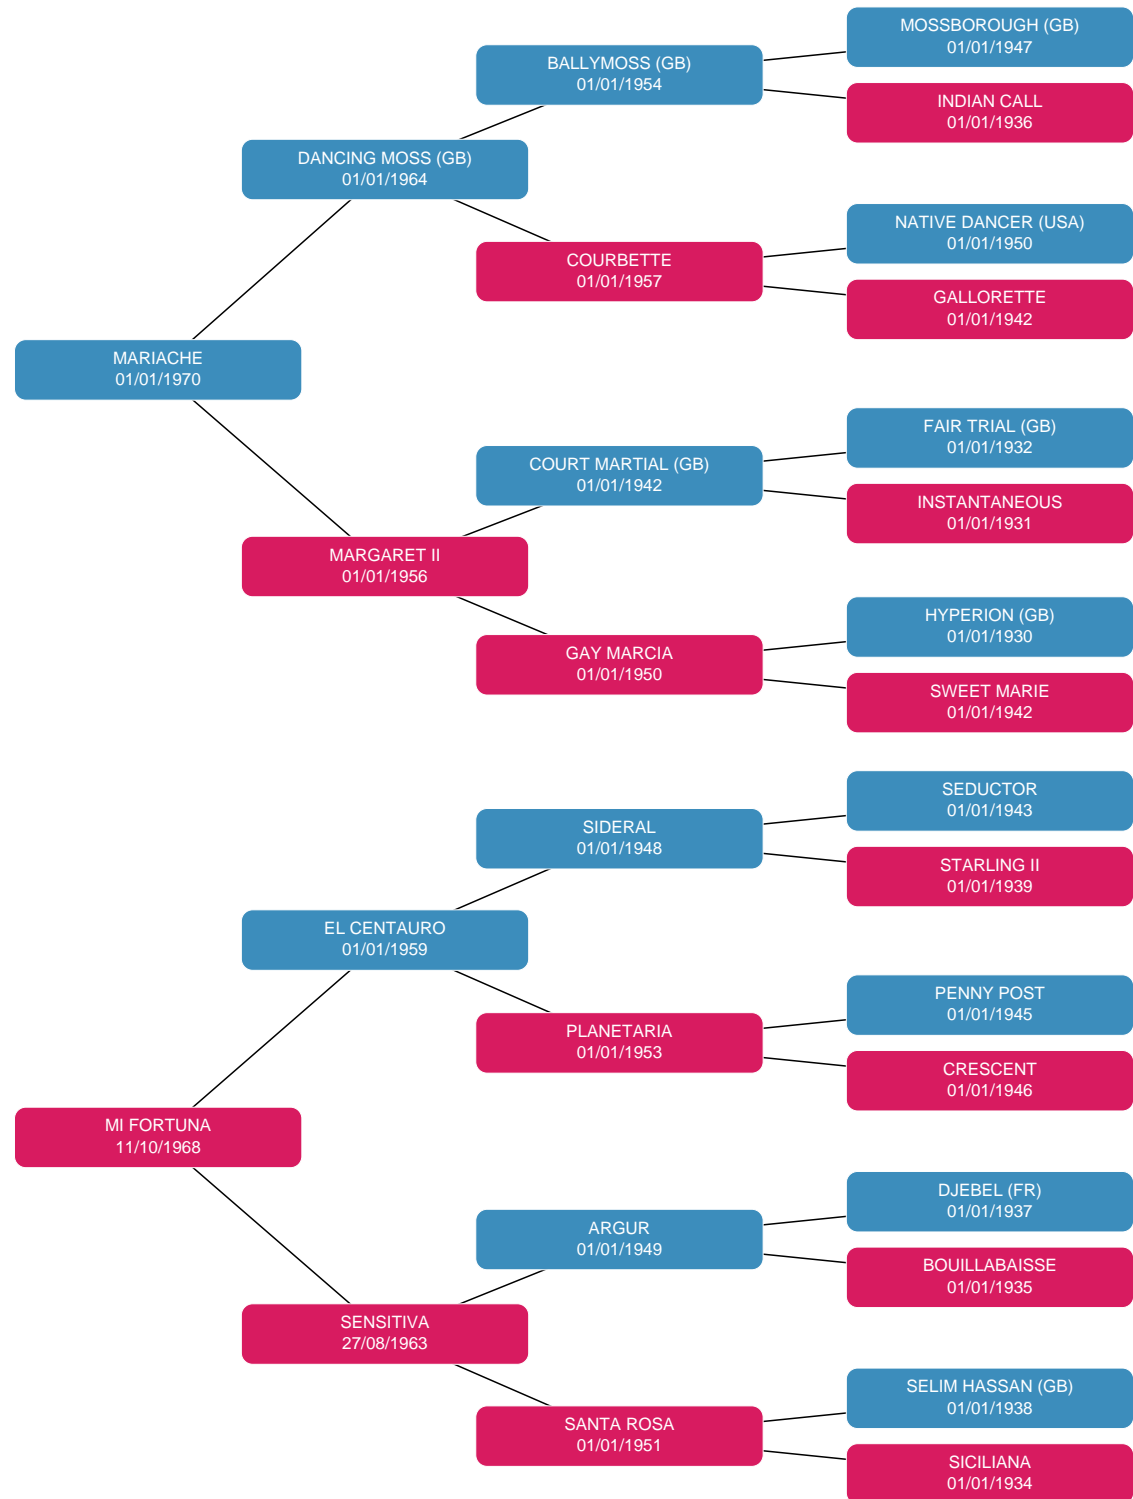 MOSSBOROUGH (GB)
01/01/1947
BALLYMOSS (GB)
01/01/1954
INDIAN CALL
01/01/1936
DANCING MOSS (GB)
01/01/1964
NATIVE DANCER (USA)
01/01/1950
COURBETTE
01/01/1957
GALLORETTE
01/01/1942
MARIACHE
01/01/1970
FAIR TRIAL (GB)
01/01/1932
COURT MARTIAL (GB)
01/01/1942
INSTANTANEOUS
01/01/1931
MARGARET II
01/01/1956
HYPERION (GB)
01/01/1930
GAY MARCIA
01/01/1950
SWEET MARIE
01/01/1942
SEDUCTOR
01/01/1943
SIDERAL
01/01/1948
STARLING II
01/01/1939
EL CENTAURO
01/01/1959
PENNY POST
01/01/1945
PLANETARIA
01/01/1953
CRESCENT
01/01/1946
MI FORTUNA
11/10/1968
DJEBEL (FR)
01/01/1937
ARGUR
01/01/1949
BOUILLABAISSE
01/01/1935
SENSITIVA
27/08/1963
SELIM HASSAN (GB)
01/01/1938
SANTA ROSA
01/01/1951
SICILIANA
01/01/1934